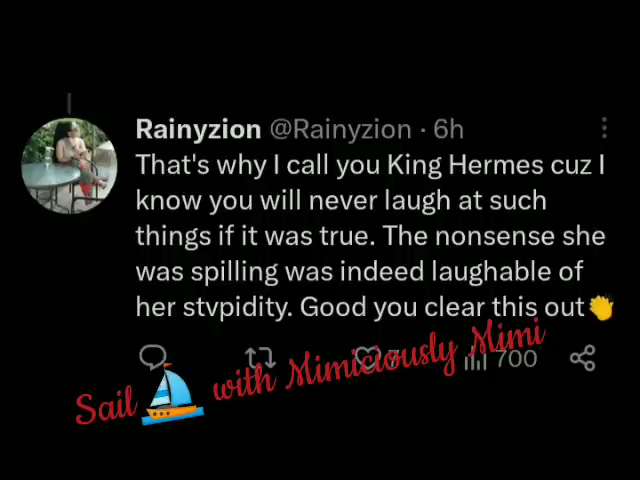 Rainyzion @Rainyzion · 6h
That's why I call you King Hermes cuz I
know you will never laugh at such
things if it was true. The nonsense she
was spilling was indeed laughable of
her stvpidity. Good you clear this out👏
700
Sail⛵ with Mimiciously Mimi